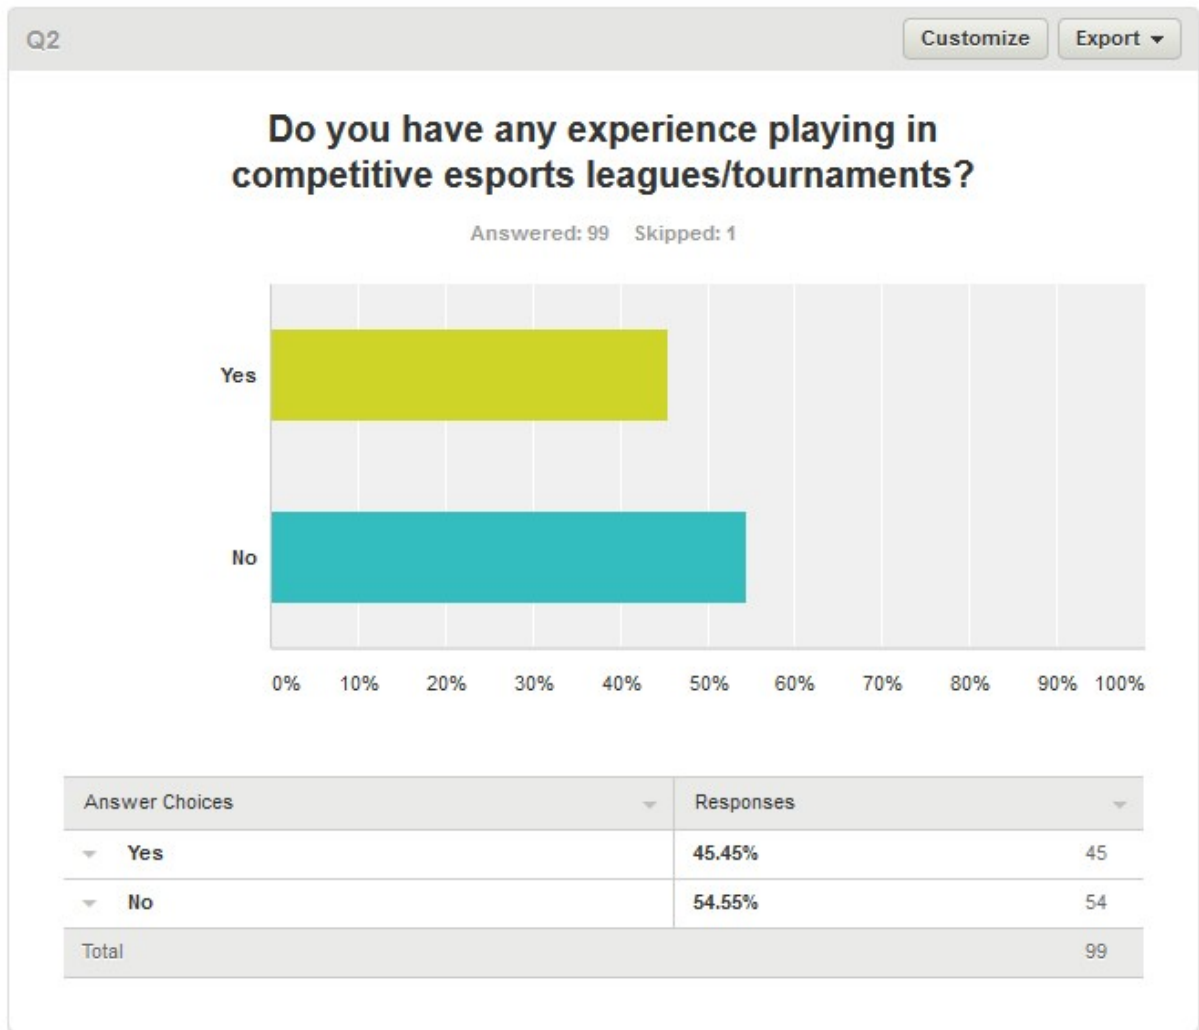 Q2 Customize Export
Do you have any experience playing in
competitive esports leagues/tournaments?
Answered: 99 Skipped: 1
Yes
No
0% 10% 20% 30% 40% 50% 60% 70% 80% 90% 100%
Answer Choices Responses
Yes 45.45% 45
No 54.55% 54
Total 99